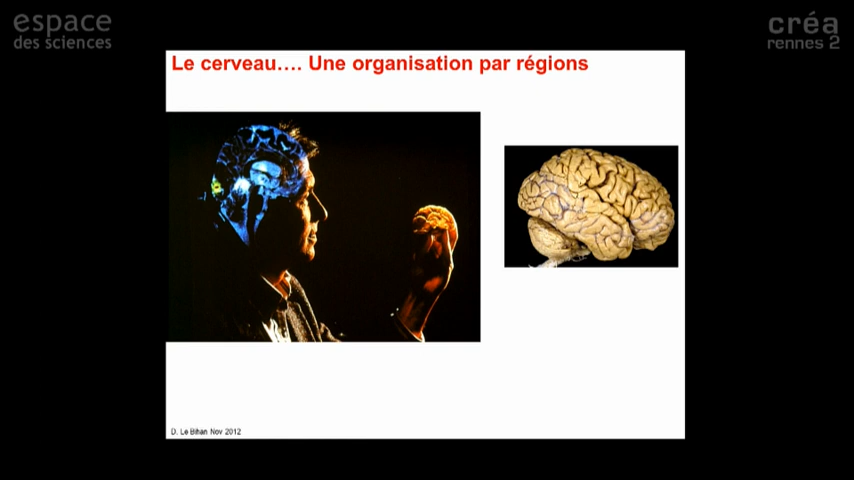 espace
des sciences
créa
rennes 2
Le cerveau…. Une organisation par régions
D. Le Bihan Nov 2012